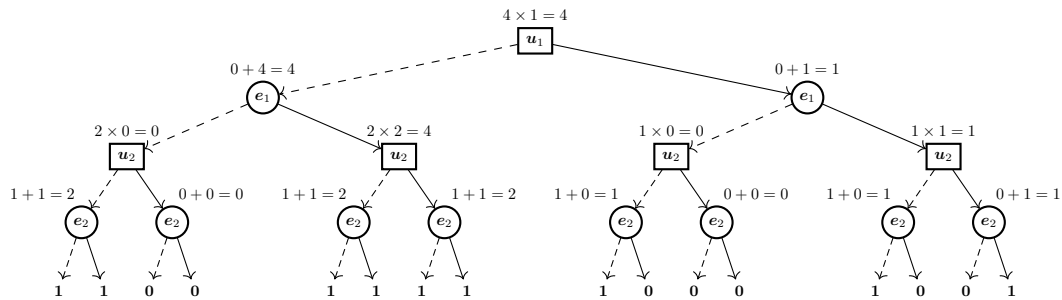 4 × 1 = 4
u₁
0 + 4 = 4
0 + 1 = 1
e₁
e₁
2 × 0 = 0
2 × 2 = 4
1 × 0 = 0
1 × 1 = 1
u₂
u₂
u₂
u₂
1 + 1 = 2
0 + 0 = 0
1 + 1 = 2
1 + 1 = 2
1 + 0 = 1
0 + 0 = 0
1 + 0 = 1
0 + 1 = 1
e₂
e₂
e₂
e₂
e₂
e₂
e₂
e₂
1 1 0 0 1 1 1 1 1 0 0 0 1 0 0 1